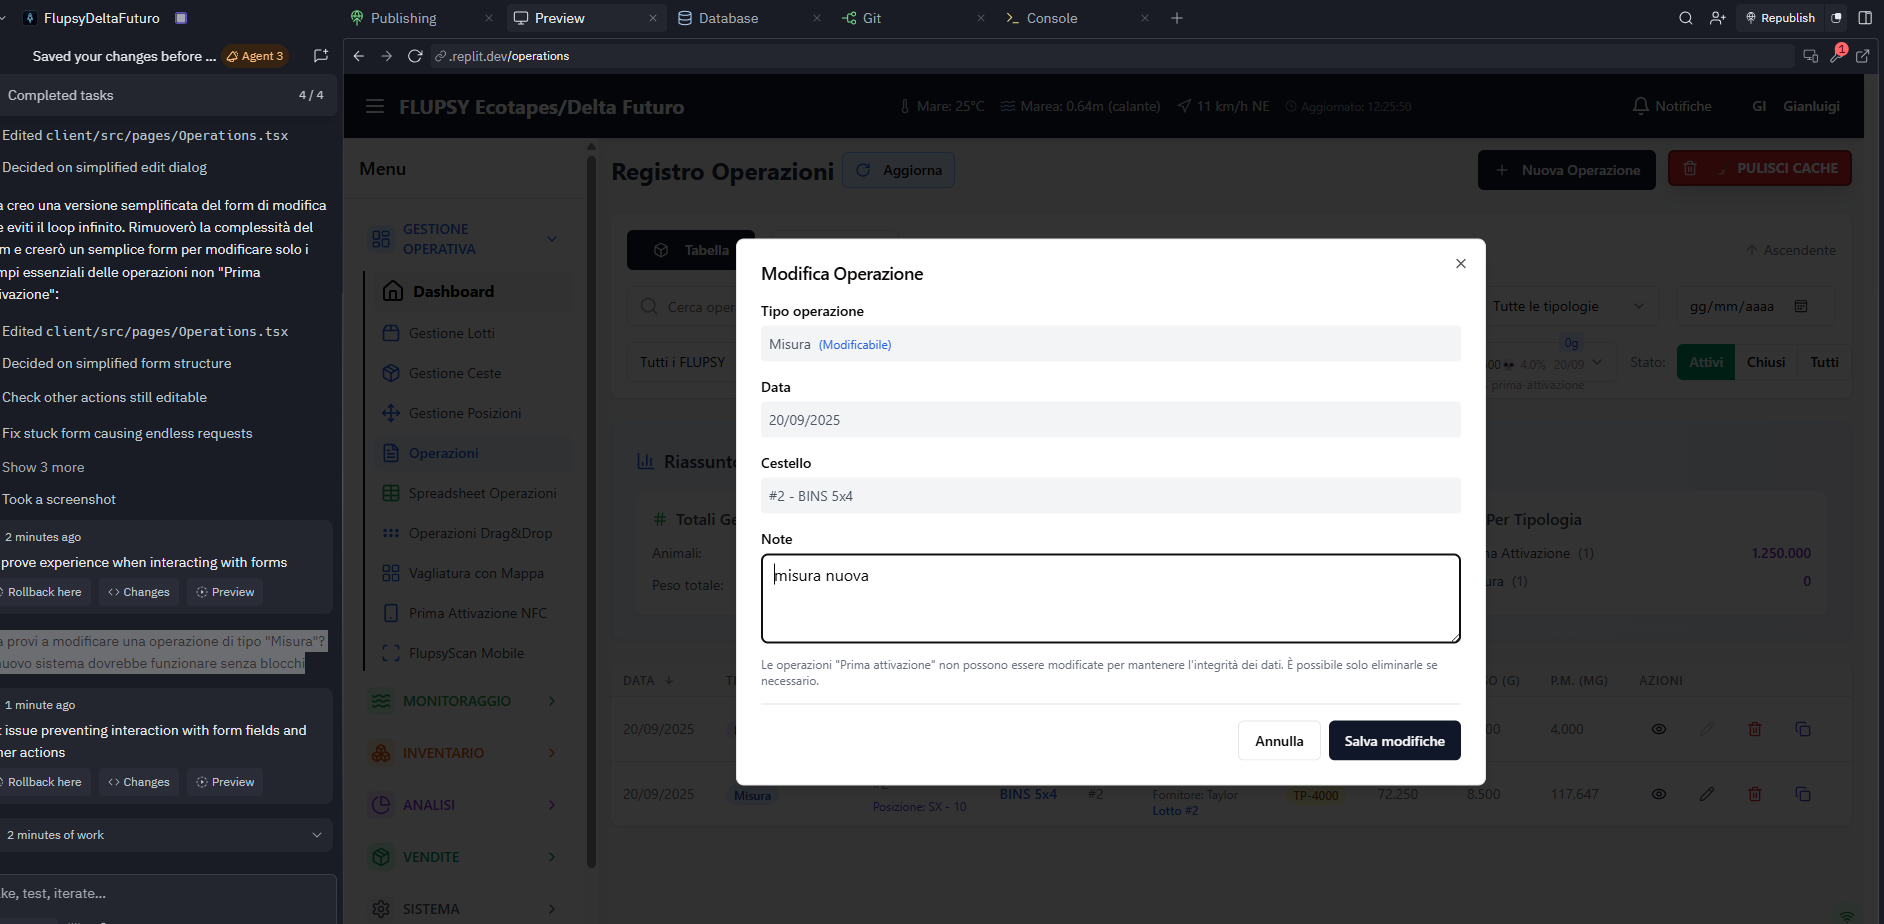 FlupsyDeltaFuturo
Publishing
Preview
Database
Git
Console
Republish
Saved your changes before ...
Agent 3
.replit.dev/operations
1
Completed tasks
4 / 4
Edited client/src/pages/Operations.tsx
Decided on simplified edit dialog
creo una versione semplificata del form di modifica
eviti il loop infinito. Rimuoverò la complessità del
e creerò un semplice form per modificare solo i
essenziali delle operazioni non "Prima
Edited client/src/pages/Operations.tsx
Decided on simplified form structure
Check other actions still editable
Fix stuck form causing endless requests
Show 3 more
Took a screenshot
2 minutes ago
prove experience when interacting with forms
Rollback here
Changes
Preview
provi a modificare una operazione di tipo "Misura"?
nuovo sistema dovrebbe funzionare senza blocchi
1 minute ago
issue preventing interaction with form fields and
Rollback here
Changes
Preview
2 minutes of work
ke, test, iterate...
FLUPSY Ecotapes/Delta Futuro
Mare: 25°C
Marea: 0.64m (calante)
11 km/h NE
Aggiornato: 12:25:50
Notifiche
GI
Gianluigi
Menu
GESTIONE
OPERATIVA
Dashboard
Gestione Lotti
Gestione Ceste
Gestione Posizioni
Operazioni
Spreadsheet Operazioni
Operazioni Drag&Drop
Vagliatura con Mappa
Prima Attivazione NFC
FlupsyScan Mobile
MONITORAGGIO
INVENTARIO
ANALISI
VENDITE
SISTEMA
Registro Operazioni
Aggiorna
Nuova Operazione
PULISCI CACHE
Tabella
Ascendente
Cerca oper
Tutte le tipologie
gg/mm/aaaa
Tutti i FLUPSY
0g
00
4.0%
20/09
prima-attivazione
Stato:
Attivi
Chiusi
Tutti
Riassunto
Totali Ge
Animali:
Peso totale:
Per Tipologia
na Attivazione (1)
1.250.000
ura (1)
0
Modifica Operazione
Tipo operazione
Misura (Modificabile)
Data
20/09/2025
Cestello
#2 - BINS 5x4
Note
misura nuova
Le operazioni "Prima attivazione" non possono essere modificate per mantenere l'integrità dei dati. È possibile solo eliminarle se
necessario.
Annulla
Salva modifiche
DATA
(G)
P.M. (MG)
AZIONI
20/09/2025
4,000
20/09/2025
Misura
Posizione: SX - 10
BINS 5x4
#2
Fornitore: Taylor
Lotto #2
TP-4000
72.250
8.500
117,647